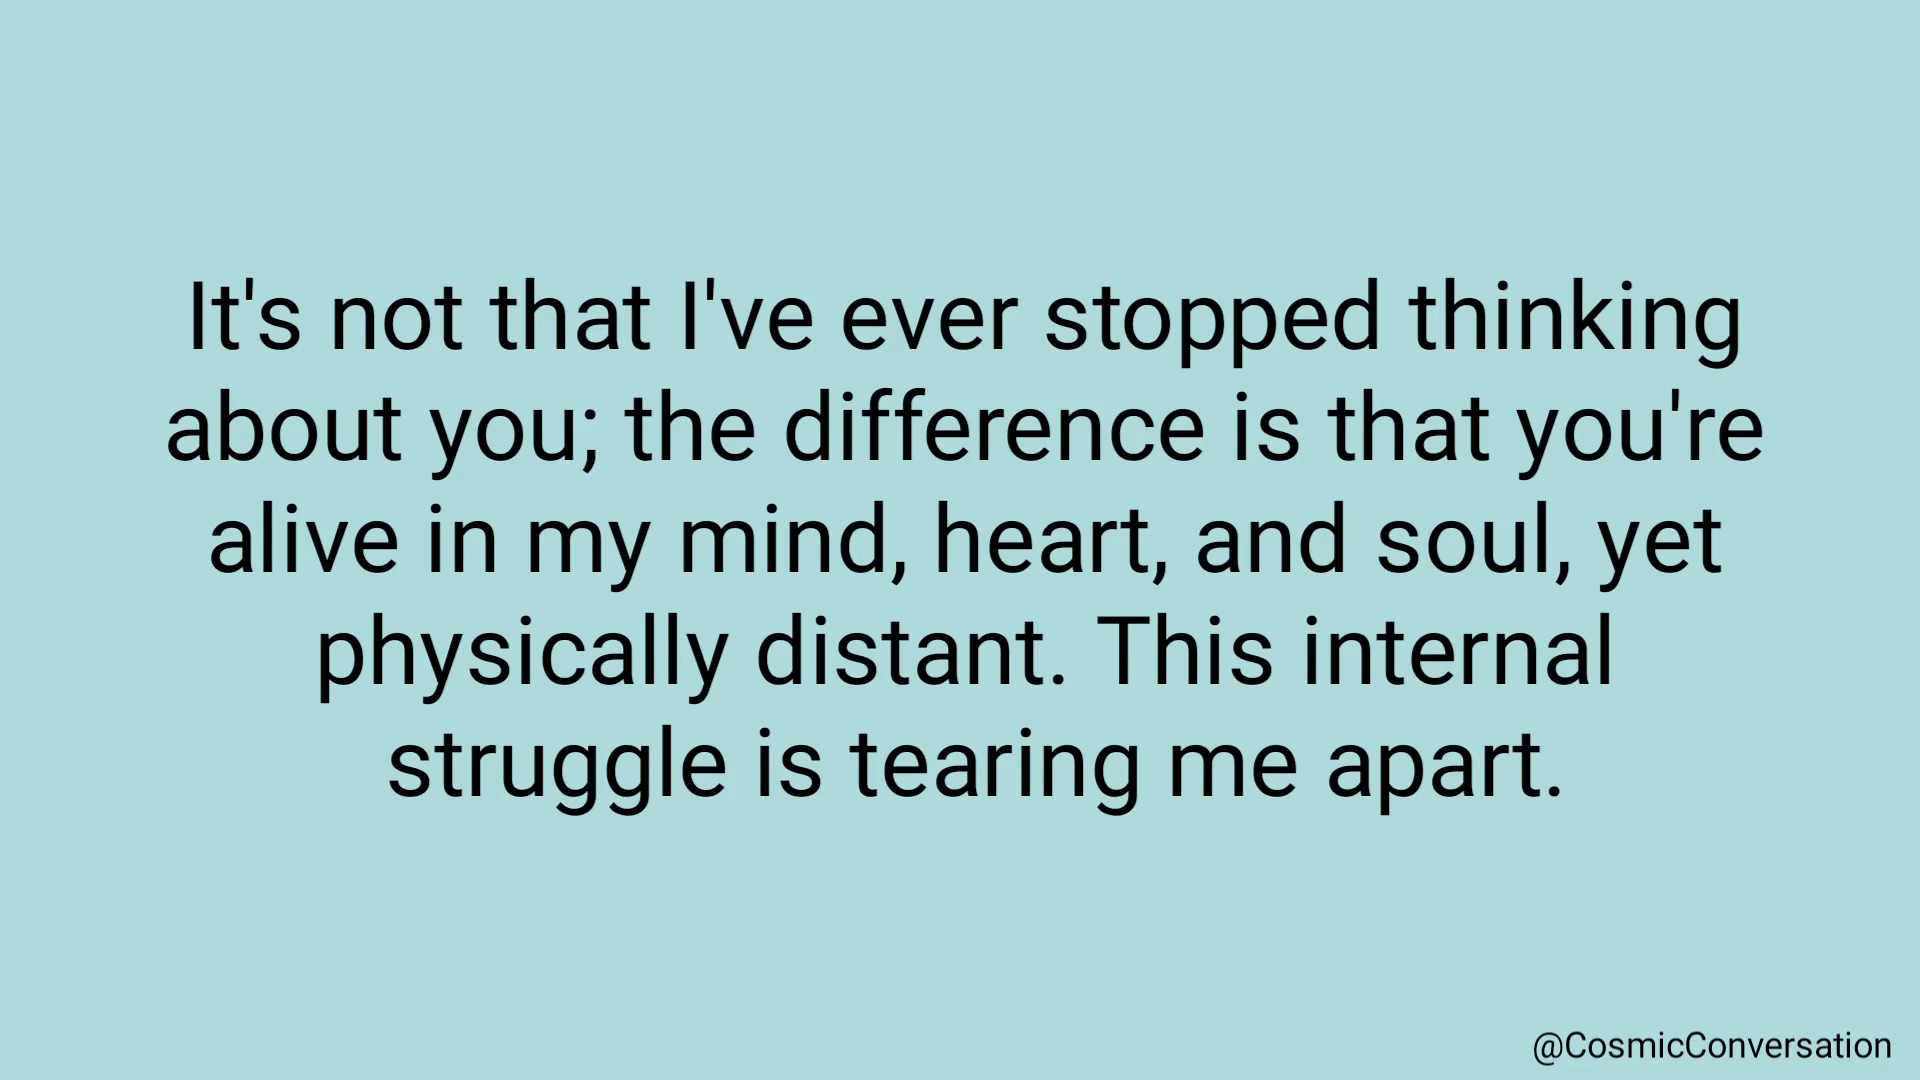 It's not that I've ever stopped thinking
about you; the difference is that you're
alive in my mind, heart, and soul, yet
physically distant. This internal
struggle is tearing me apart.
@CosmicConversation